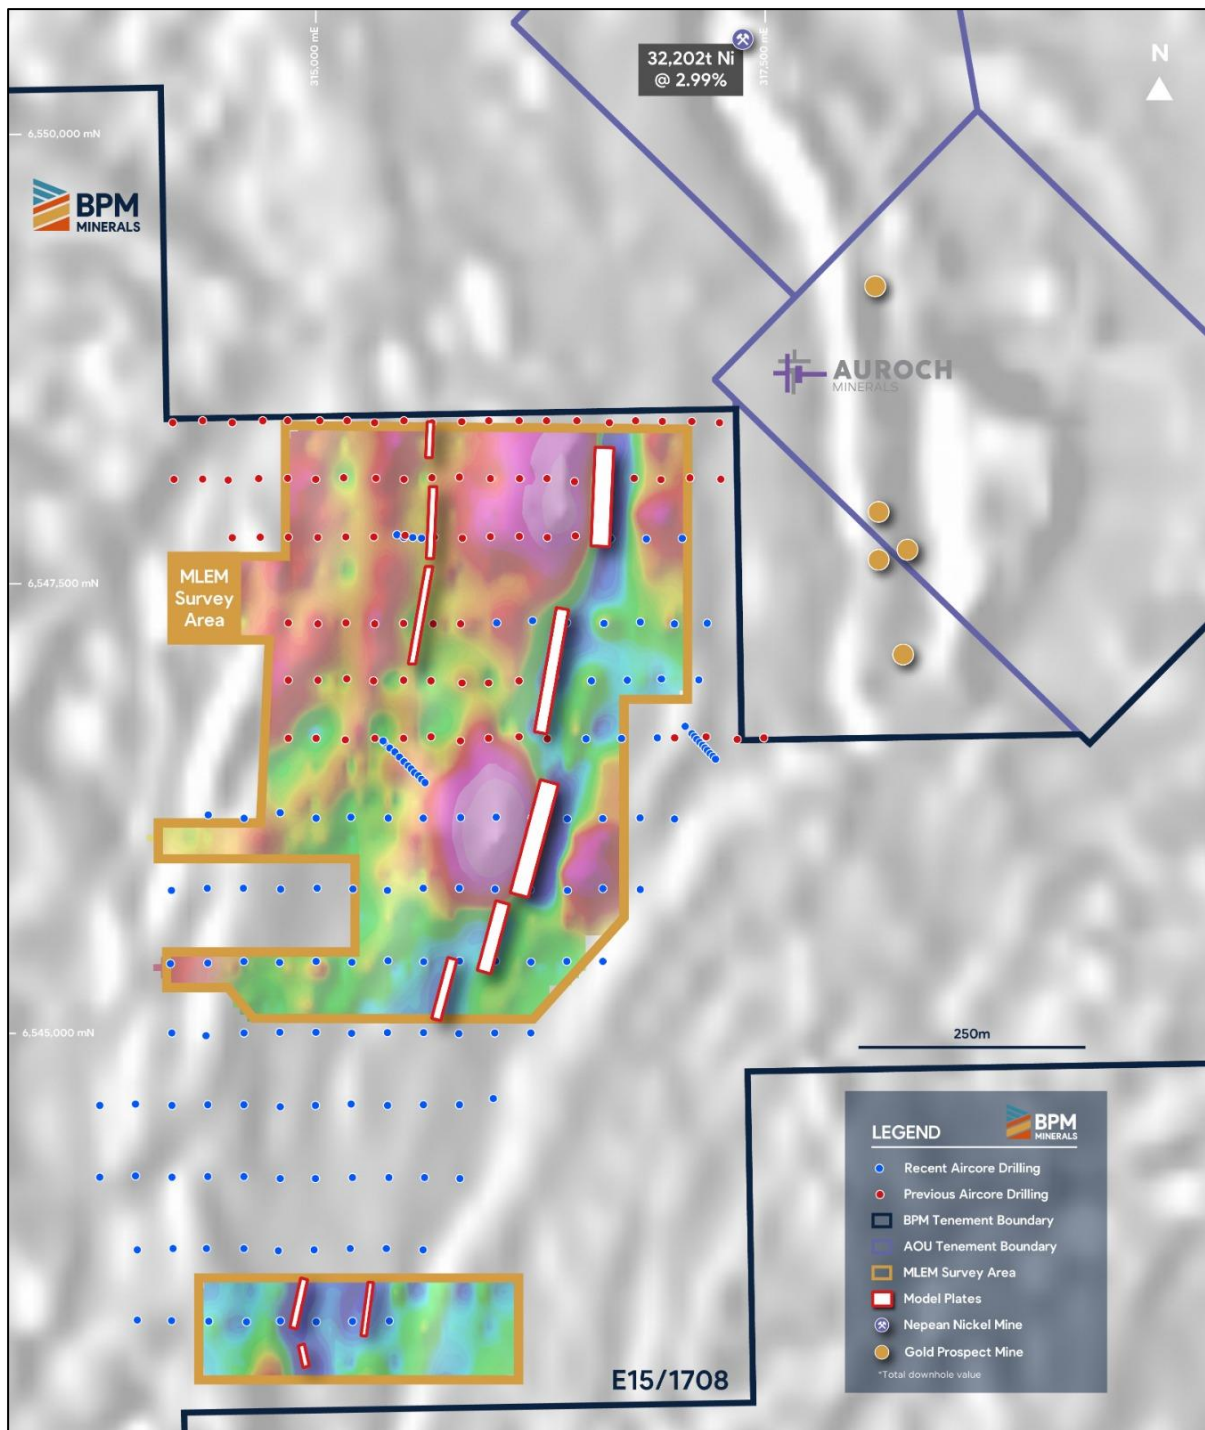 315,000 mE
317,500 mE
32,202t Ni
@ 2.99%
N
6,550,000 mN
BPM
MINERALS
AUROCH
MINERALS
MLEM
Survey
Area
6,547,500 mN
6,545,000 mN
250m
BPM
MINERALS
LEGEND
Recent Aircore Drilling
Previous Aircore Drilling
BPM Tenement Boundary
AOU Tenement Boundary
MLEM Survey Area
Model Plates
Nepean Nickel Mine
Gold Prospect Mine
*Total downhole value
E15/1708